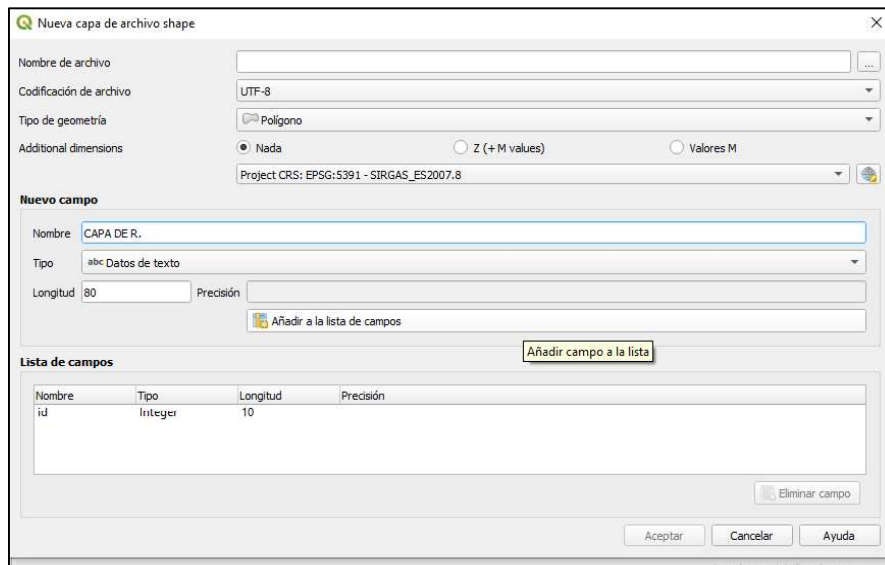 Nueva capa de archivo shape
Nombre de archivo ...
Codificación de archivo UTF-8
Tipo de geometría Polígono
Additional dimensions Nada Z (+ M values) Valores M
Project CRS: EPSG:5391 - SIRGAS_ES2007.8
Nuevo campo
Nombre CAPA DE R.
Tipo abc Datos de texto
Longitud 80 Precisión
Añadir a la lista de campos
Añadir campo a la lista
Lista de campos
Nombre Tipo Longitud Precisión
id Integer 10
Eliminar campo
Aceptar Cancelar Ayuda